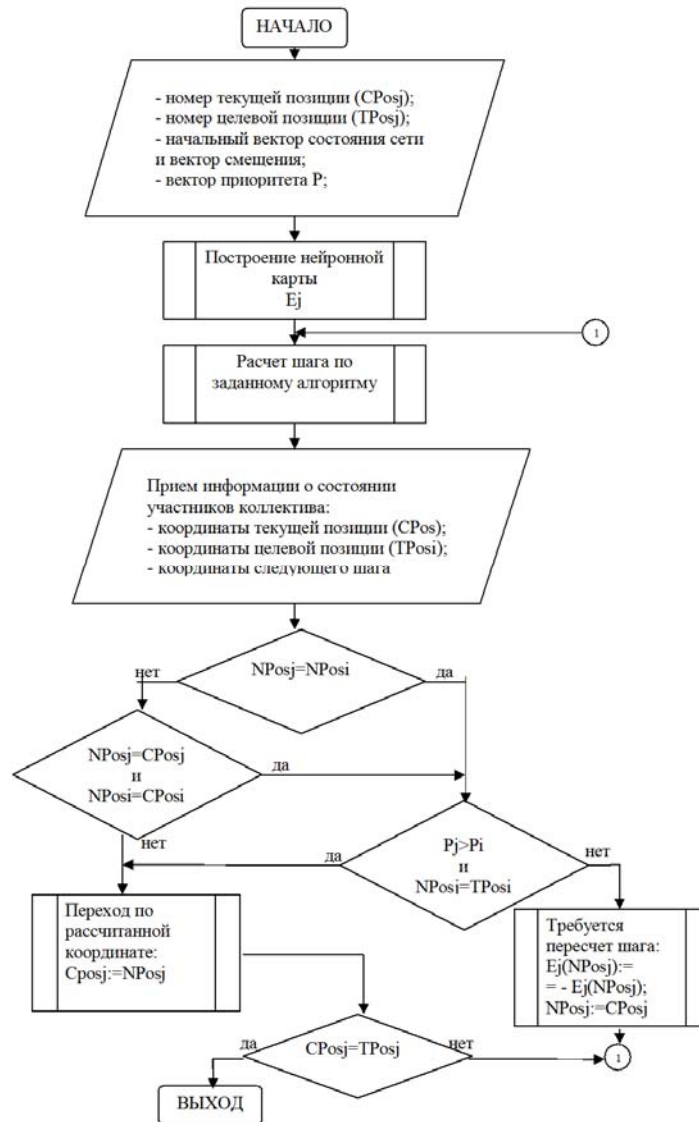 НАЧАЛО
- номер текущей позиции (CPosj);
- номер целевой позиции (TPosj);
- начальный вектор состояния сети
и вектор смещения;
- вектор приоритета P;
Построение нейронной
карты
Ej
1
Расчет шага по
заданному алгоритму
Прием информации о состоянии
участников коллектива:
- координаты текущей позиции (CPos);
- координаты целевой позиции (TPosi);
- координаты следующего шага
NPosj=NPosi
нет
да
NPosj=CPosj
и
NPosi=CPosi
да
нет
Pj>Pi
и
NPosi=TPosi
да
нет
Переход по
рассчитанной
координате:
Cposj:=NPosj
Требуется
пересчет шага:
Ej(NPosj):=
= - Ej(NPosj);
NPosj:=CPosj
CPosj=TPosj
да
нет
1
ВЫХОД